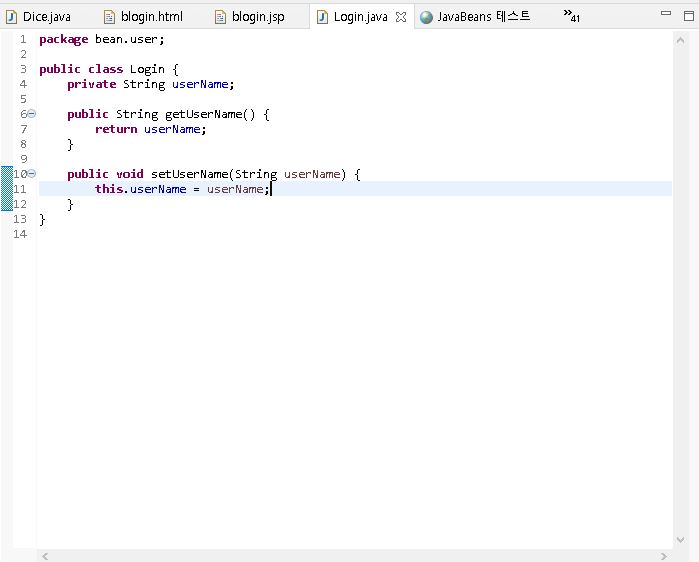 Dice.java blogin.html blogin.jsp Login.java JavaBeans 테스트 »41
1 package bean.user;
2
3 public class Login {
4 private String userName;
5
6 public String getUserName() {
7 return userName;
8 }
9
10 public void setUserName(String userName) {
11 this.userName = userName;
12 }
13 }
14